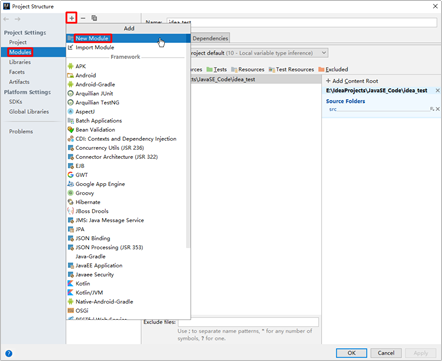 Project Structure
Name: idea_test
Project Settings
Project
Modules
Libraries
Facets
Artifacts
Platform Settings
SDKs
Global Libraries
Problems
Add
New Module
Import Module
Framework
APK
Android
Android-Gradle
Arquillian JUnit
Arquillian TestNG
AspectJ
Batch Applications
Bean Validation
CDI: Contexts and Dependency Injection
Concurrency Utils (JSR 236)
Connector Architecture (JSR 322)
EJB
GWT
Google App Engine
Groovy
Hibernate
JBoss Drools
JMS: Java Message Service
JPA
JSON Binding
JSON Processing (JSR 353)
Java-Gradle
JavaEE Application
Javaee Security
Kotlin
Kotlin/JVM
Native-Android-Gradle
OSGi
Dependencies
roject default (10 - Local variable type inference)
urces Tests Resources Test Resources Excluded
ts\JavaSE_Code\idea_test
+ Add Content Root
E:\IdeaProjects\JavaSE_Code\idea_test
Source Folders
src
Exclude files:
Use ; to separate name patterns, * for any number of
symbols, ? for one.
OK
Cancel
Apply